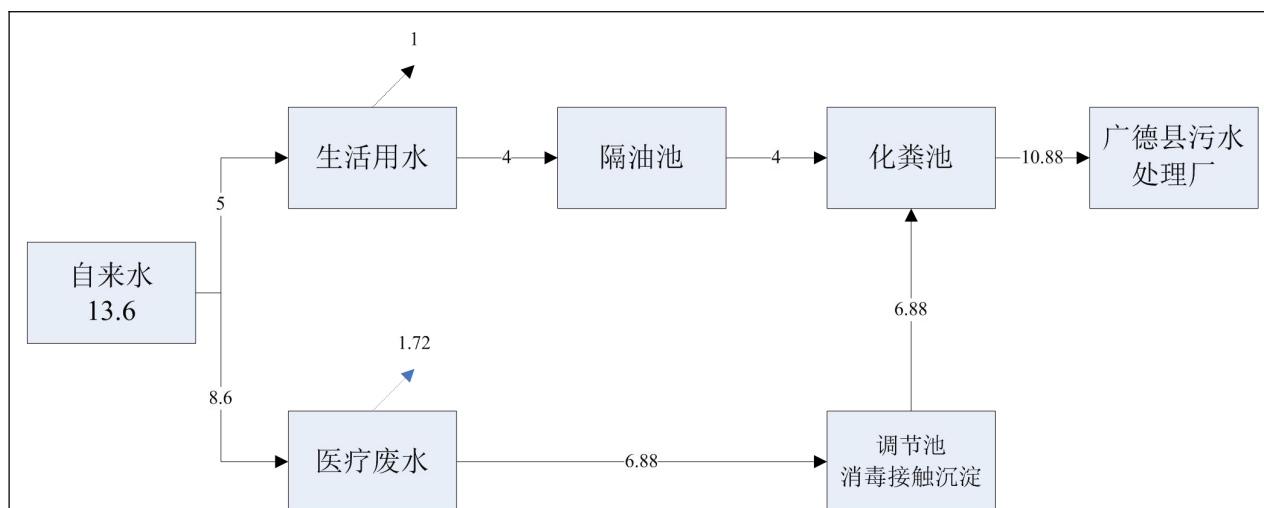 1
生活用水
4
隔油池
4
化粪池
10.88
广德县污水
处理厂
5
自来水
13.6
6.88
1.72
8.6
医疗废水
6.88
调节池
消毒接触沉淀